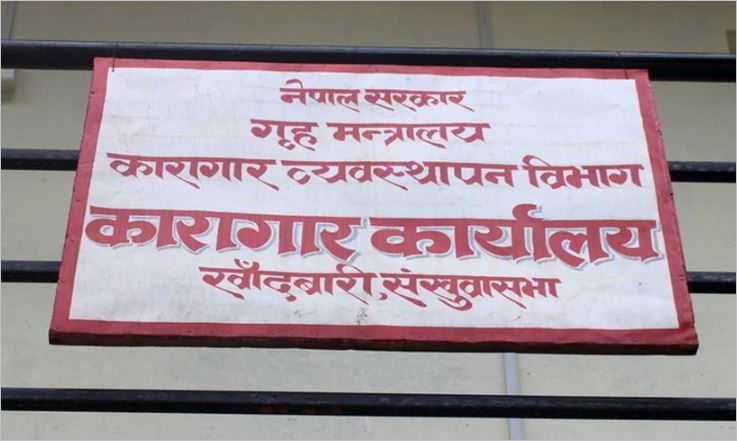 नेपाल सरकार
गृह मन्त्रालय
कारागार व्यवस्थापन विभाग
कारागार कार्यालय
खाँदबारी, संखुवासभा